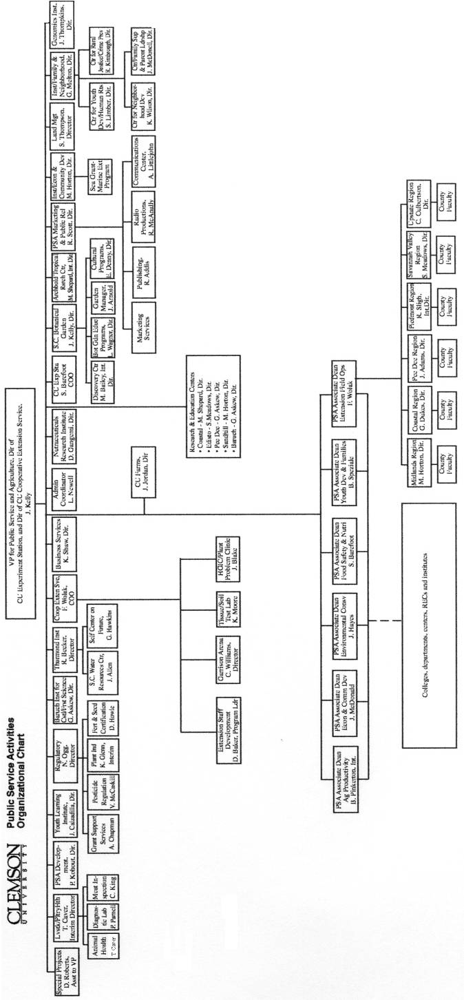 CLEMSON
UNIVERSITY
Public Service Activities
Organizational Chart
VP for Public Service and Agriculture, Dir of
CU Experiment Station, and Dir of CU Cooperative Extension Service.
J. Kelly
Special Projects
D. Roberts,
Asst to VP
Lvstk/PltryHth
T. Caver,
Interim Director
PSA Develop-
ment.
P. Kohout, Dir.
Youth Learning
Institute,
J. Calzadilla, Dir.
Regulatory
N. Ogg-
Director
Baruch Inst for
Cstl/Frst Science
G. Askew, Dir.
Thurmond Inst
R. Becker,
Director
Coop Exten Svc,
F. Wolak,
COO
Business Services
K. Shaw, Dir.
Admin
Coordinator
L. Newell
Nutraceuticals
Research Institute
D. Gangemi, Dir.
CU Exp Sta
S. Barefoot
COO
S.C. Botanical
Garden
J. Kelly, Dir.
Archbold Tropical
Rsrch Ctr,
M. Shepard, Int. Dir
PSA Marketing
& Public Rel
R. Scott, Dir.
Inst/Econ &
Community Dev
M. Horton, Dir.
Land Mgt
S. Thompson,
Director
Inst/Family &
Neighborhood,
G. Melton, Dir.
Genomics Inst.
J. Thompkins,
Dir.
Animal
Health
T Caver
Diagnos-
tic Lab
P. Parnell
Meat In-
spection
C. King
Grant Support
Services
A. Chapman
Pesticide
Regulation
V. McCaskill
Plant Ind
K. Glenn,
Interim
Fert & Seed
Certification
D. Howle
S.C. Water
Resources Ctr,
J. Allen
Self Center on
Future,
G. Hawkins
Discovery Ctr
M. Bailey, Int.
Dir.
Bot Gdn Educ
Programs,
L. Wagner, Dir.
Garden
Manager,
J. Arnold
Cultural
Programs,
E. Denny, Dir.
Sea Grant-
Marine Ext
Program
Ctr for Youth
Dev/Human Rts
S. Limber, Dir.
Ctr for Rural
Justice/Crime Prev
R. Kimbrough, Dir.
CU Farms,
J. Jordan, Dir
Marketing
Services
Publishing-
R. Addis
Radio
Productions,
R. McAnally
Communications
Center,
A. Littlejohn
Ctr for Neighbor-
hood Dev
K. Wilson, Dir.
Ctr/Family Sup
& Parent Ldrshp
J. McDonell, Dir.
Research & Education Centers
• Coastal - M. Shepard, Dir.
• Edisto - S.Meadows, Dir.
• Pee Dee - G. Askew, Dir.
• Sandhill - M. Horton, Dir.
• Baruch - G. Askew, Dir.
Extension Staff
Development
D. Baker, Program Ldr
Garrison Arena
C. Williams,
Director
Tissue/Soil
Test Lab
K. Moore
HGIC/Plant
Problem Clinic
J. Blake
PSA Associate Dean
Ag Productivity
B. Pinkerton, Int.
PSA Associate Dean
Econ & Comm Dev
J. McDonald
PSA Associate Dean
Environmental Consv
J. Hayes
PSA Associate Dean
Food Safety & Nutri
S. Barefoot
PSA Associate Dean
Youth Dev & Families
B. Speziale
PSA Associate Dean
Extension Field Ops
F. Wolak
Colleges, departments, centers, RECs and institutes
Midlands Region
M. Horton, Dir.
Coastal Region
G. Dukes, Dir.
Pee Dee Region
J. Adams, Dir.
Piedmont Region
R. Sligh,
Int.Dir.
Savannah Valley
Region
S. Meadows, Dir.
Upstate Region
C. Culbertson,
Dir.
County
Faculty
County
Faculty
County
Faculty
County
Faculty
County
Faculty
County
Faculty